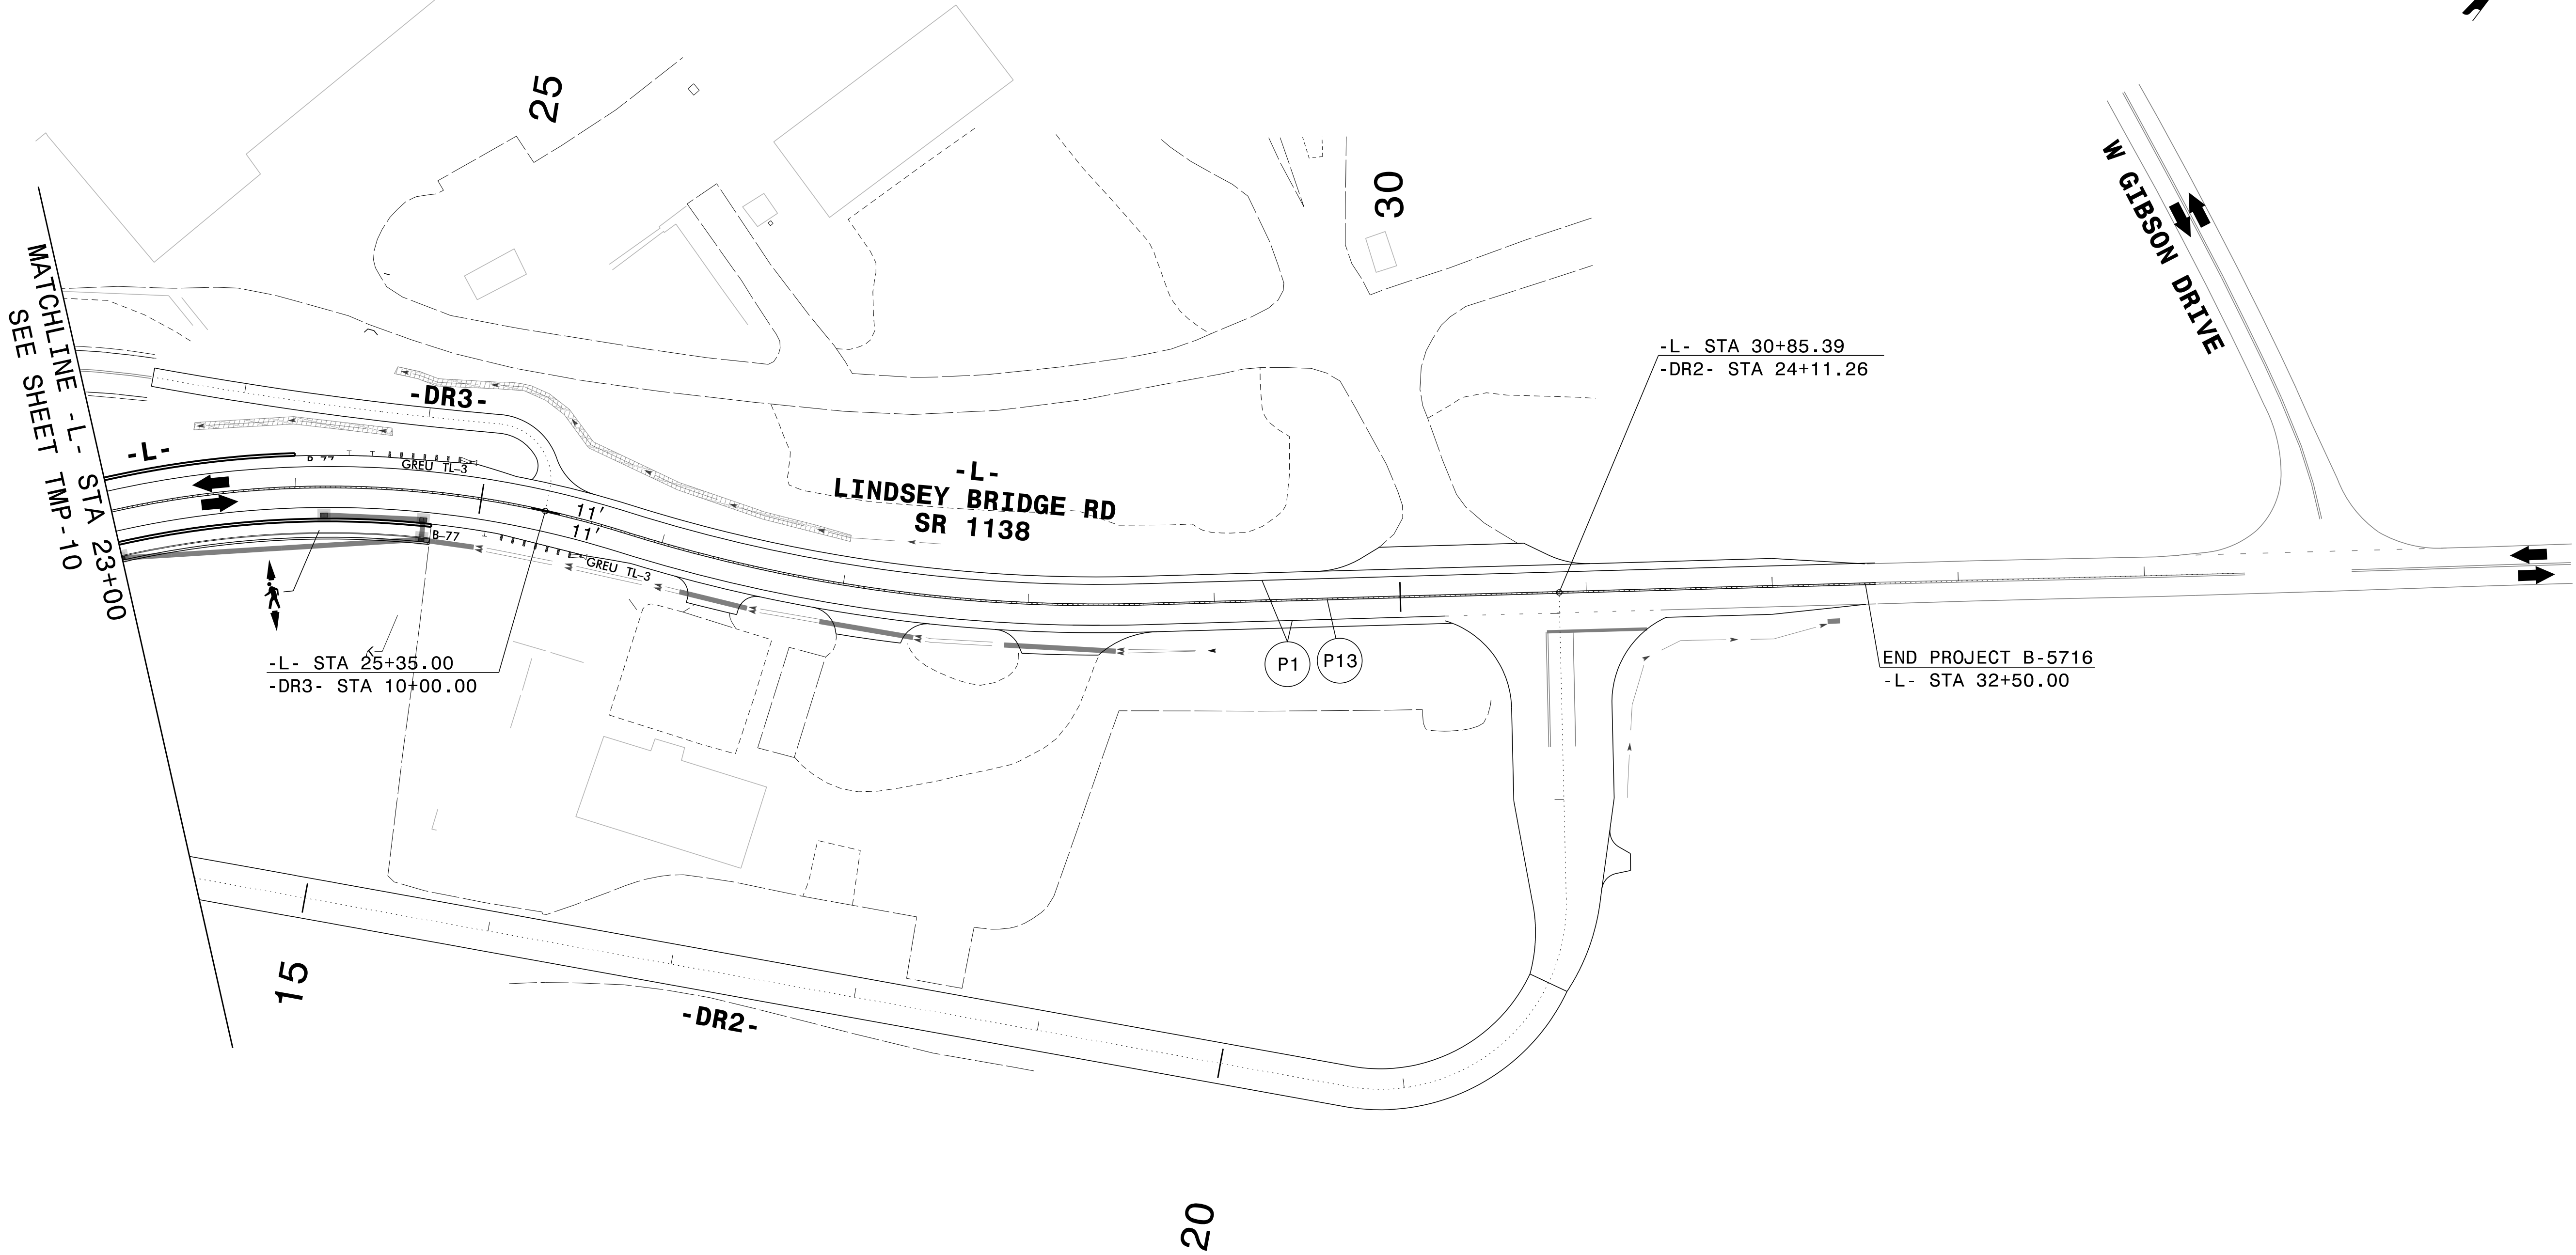 25
30
W GIBSON DRIVE
MATCHLINE -L- STA 23+00
SEE SHEET TMP-10
-L- STA 30+85.39
-DR2- STA 24+11.26
-DR3-
-L-
GREU TL-3
-L-
LINDSEY BRIDGE RD
SR 1138
11'
11'
B-77
GREU TL-3
-L- STA 25+35.00
-DR3- STA 10+00.00
P1
P13
END PROJECT B-5716
-L- STA 32+50.00
15
-DR2-
20